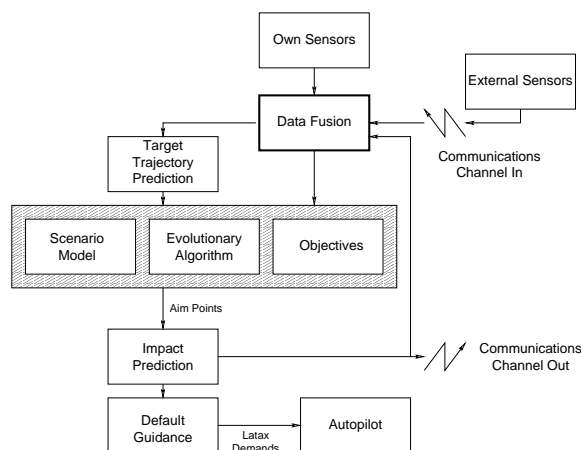 Own Sensors
External Sensors
Data Fusion
Communications
Channel In
Target
Trajectory
Prediction
Scenario
Model
Evolutionary
Algorithm
Objectives
Aim Points
Impact
Prediction
Communications
Channel Out
Default
Guidance
Latax
Demands
Autopilot